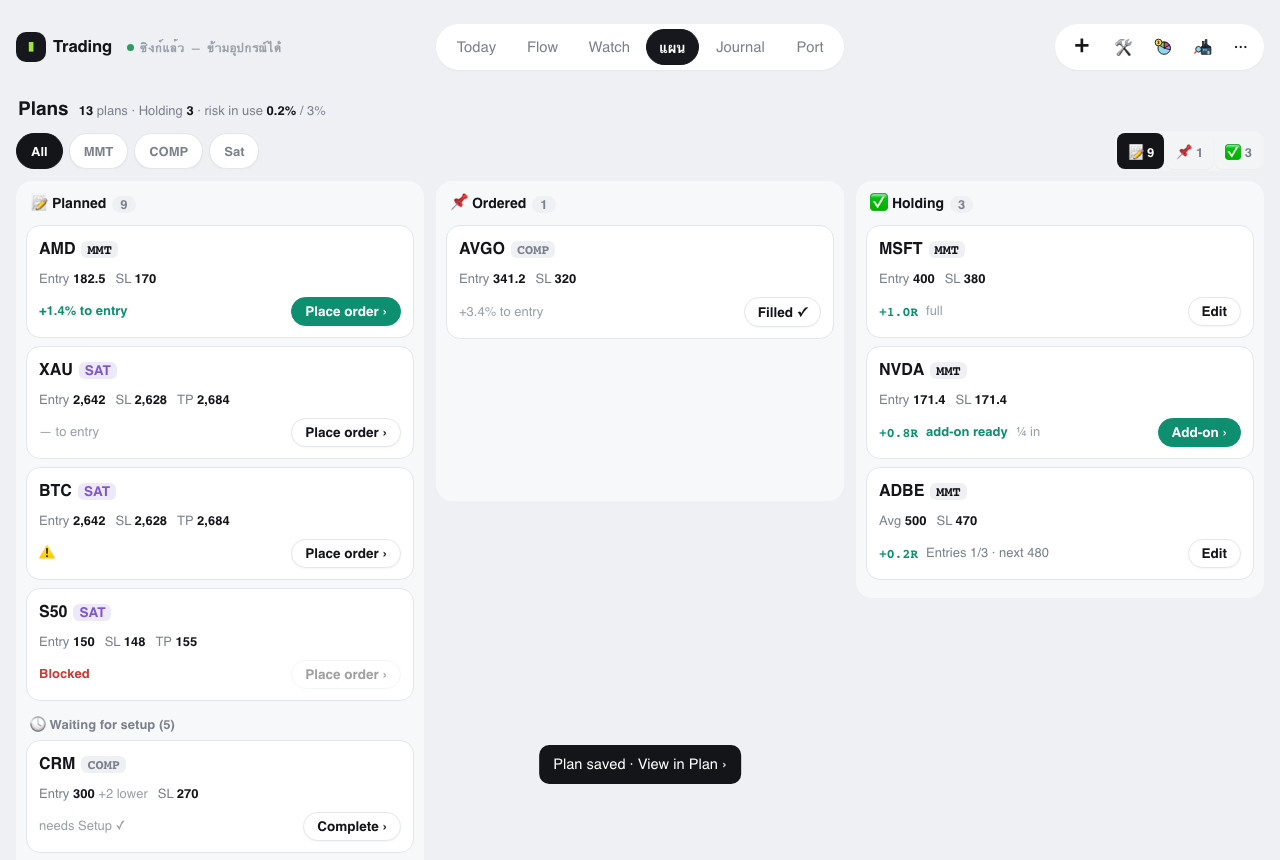 Trading
ซิงก์แล้ว — ข้ามอุปกรณ์ได้
Today
Flow
Watch
แผน
Journal
Port
Plans
13 plans · Holding 3 · risk in use 0.2% / 3%
All
MMT
COMP
Sat
📝 9
📌 1
✅ 3
📝 Planned 9
AMD MMT
Entry 182.5 SL 170
+1.4% to entry
Place order ›
XAU SAT
Entry 2,642 SL 2,628 TP 2,684
— to entry
Place order ›
BTC SAT
Entry 2,642 SL 2,628 TP 2,684
⚠️
Place order ›
S50 SAT
Entry 150 SL 148 TP 155
Blocked
Place order ›
🕓 Waiting for setup (5)
CRM COMP
Entry 300 +2 lower SL 270
needs Setup ✓
Complete ›
📌 Ordered 1
AVGO COMP
Entry 341.2 SL 320
+3.4% to entry
Filled ✓
✅ Holding 3
MSFT MMT
Entry 400 SL 380
+1.0R full
Edit
NVDA MMT
Entry 171.4 SL 171.4
+0.8R add-on ready ¼ in
Add-on ›
ADBE MMT
Avg 500 SL 470
+0.2R Entries 1/3 · next 480
Edit
Plan saved · View in Plan ›